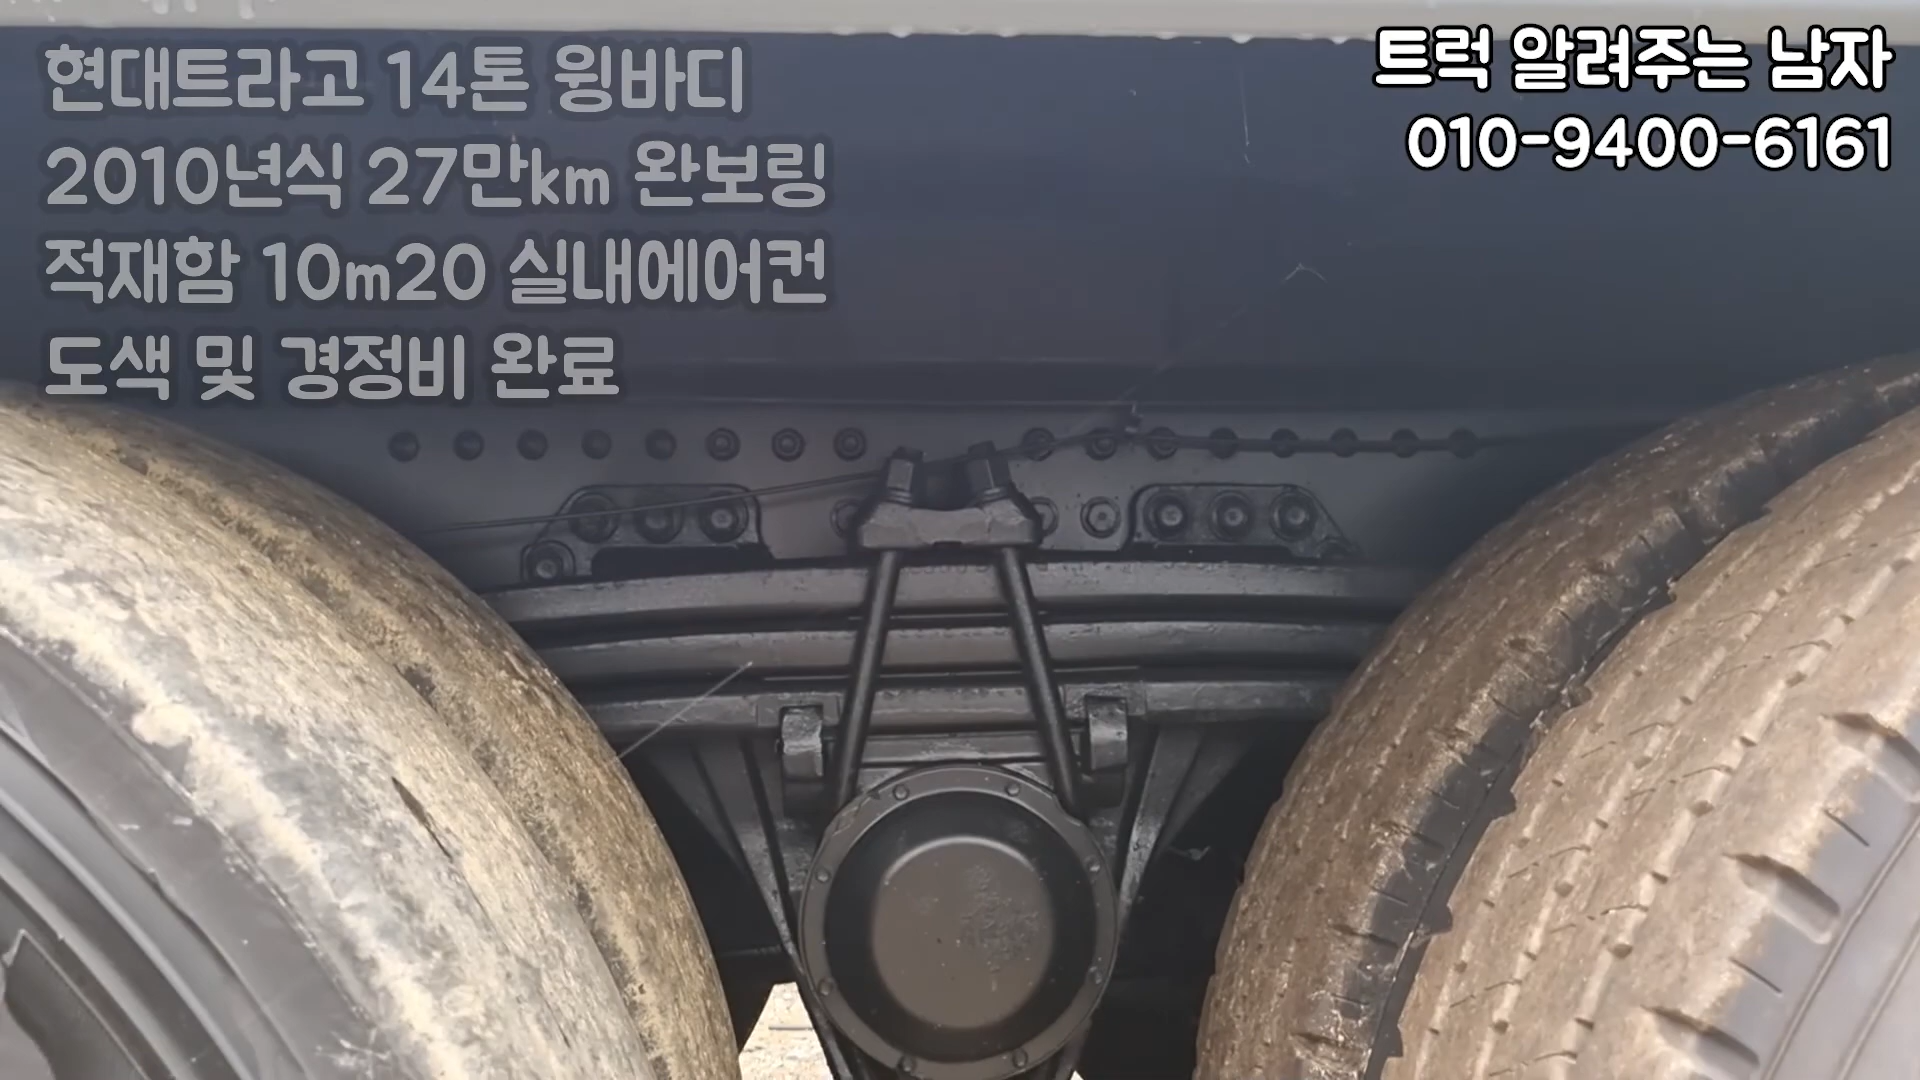 현대트라고 14톤 윙바디
2010년식 27만km 완보링
적재함 10m20 실내에어컨
도색 및 경정비 완료
트럭 알려주는 남자
010-9400-6161